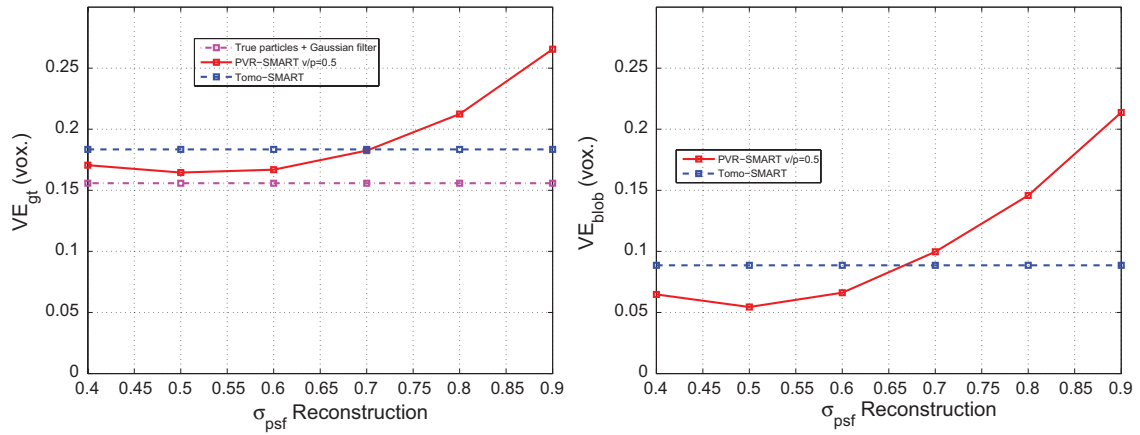 True particles + Gaussian filter
PVR−SMART v/p=0.5
Tomo−SMART
VE_gt (vox.)
0.25
0.2
0.15
0.1
0.05
0
0.4 0.45 0.5 0.55 0.6 0.65 0.7 0.75 0.8 0.85 0.9
σ_psf Reconstruction
PVR−SMART v/p=0.5
Tomo−SMART
VE_blob (vox.)
0.25
0.2
0.15
0.1
0.05
0
0.4 0.45 0.5 0.55 0.6 0.65 0.7 0.75 0.8 0.85 0.9
σ_psf Reconstruction